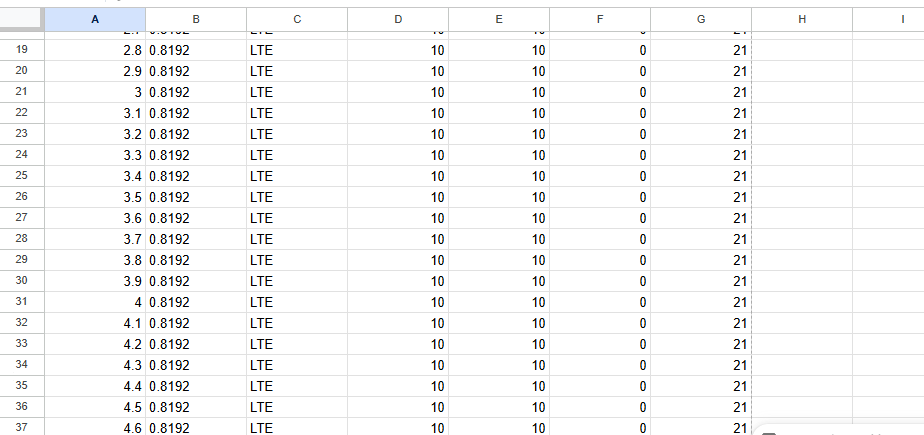 A B C D E F G H I
19 2.8 0.8192 LTE 10 10 0 21
20 2.9 0.8192 LTE 10 10 0 21
21 3 0.8192 LTE 10 10 0 21
22 3.1 0.8192 LTE 10 10 0 21
23 3.2 0.8192 LTE 10 10 0 21
24 3.3 0.8192 LTE 10 10 0 21
25 3.4 0.8192 LTE 10 10 0 21
26 3.5 0.8192 LTE 10 10 0 21
27 3.6 0.8192 LTE 10 10 0 21
28 3.7 0.8192 LTE 10 10 0 21
29 3.8 0.8192 LTE 10 10 0 21
30 3.9 0.8192 LTE 10 10 0 21
31 4 0.8192 LTE 10 10 0 21
32 4.1 0.8192 LTE 10 10 0 21
33 4.2 0.8192 LTE 10 10 0 21
34 4.3 0.8192 LTE 10 10 0 21
35 4.4 0.8192 LTE 10 10 0 21
36 4.5 0.8192 LTE 10 10 0 21
37 4.6 0.8192 LTE 10 10 0 21